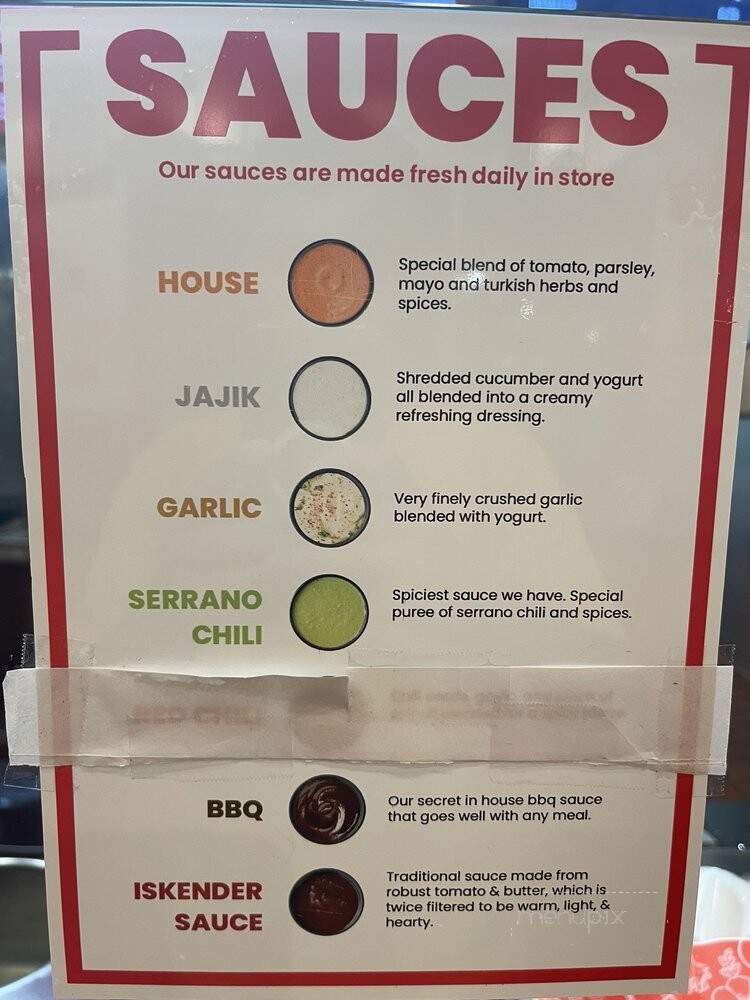 SAUCES
Our sauces are made fresh daily in store
HOUSE
Special blend of tomato, parsley,
mayo and turkish herbs and
spices.
JAJIK
Shredded cucumber and yogurt
all blended into a creamy
refreshing dressing.
GARLIC
Very finely crushed garlic
blended with yogurt.
SERRANO
CHILI
Spiciest sauce we have. Special
puree of serrano chili and spices.
RED CHILI
BBQ
Our secret in house bbq sauce
that goes well with any meal.
ISKENDER
SAUCE
Traditional sauce made from
robust tomato & butter, which is
twice filtered to be warm, light, &
hearty.
menupix